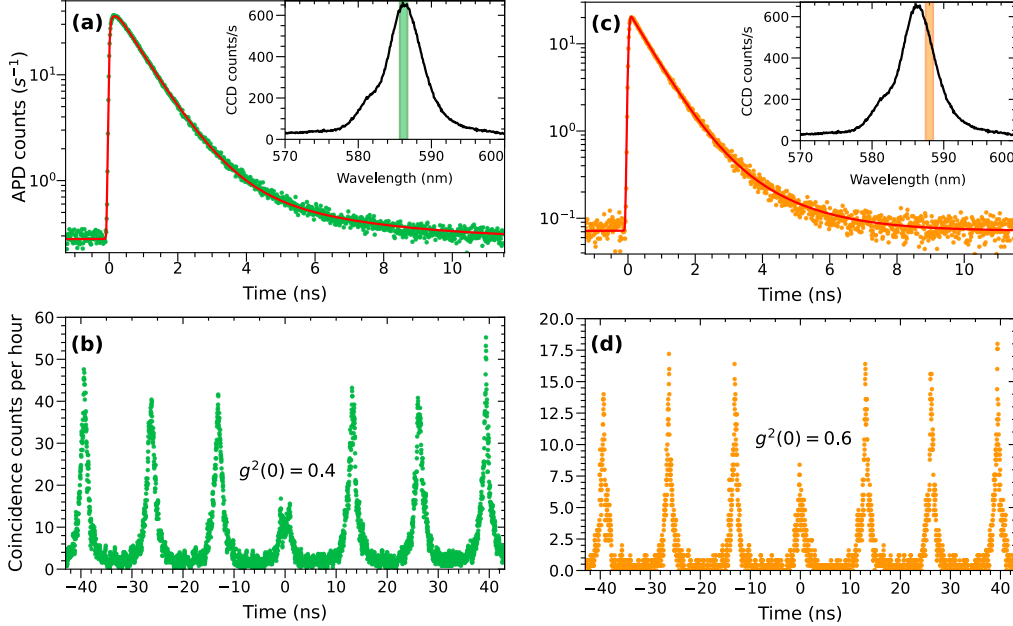 (a)
APD counts (s⁻¹)
10¹
10⁰
0 2 4 6 8 10
Time (ns)
CCD counts/s
600
400
200
0
570 580 590 600
Wavelength (nm)
(c)
10¹
10⁰
10⁻¹
0 2 4 6 8 10
Time (ns)
CCD counts/s
600
400
200
0
570 580 590 600
Wavelength (nm)
(b)
Coincidence counts per hour
60
50
40
30
20
10
0
g²(0) = 0.4
−40 −30 −20 −10 0 10 20 30 40
Time (ns)
(d)
20.0
17.5
15.0
12.5
10.0
7.5
5.0
2.5
0.0
g²(0) = 0.6
−40 −30 −20 −10 0 10 20 30 40
Time (ns)